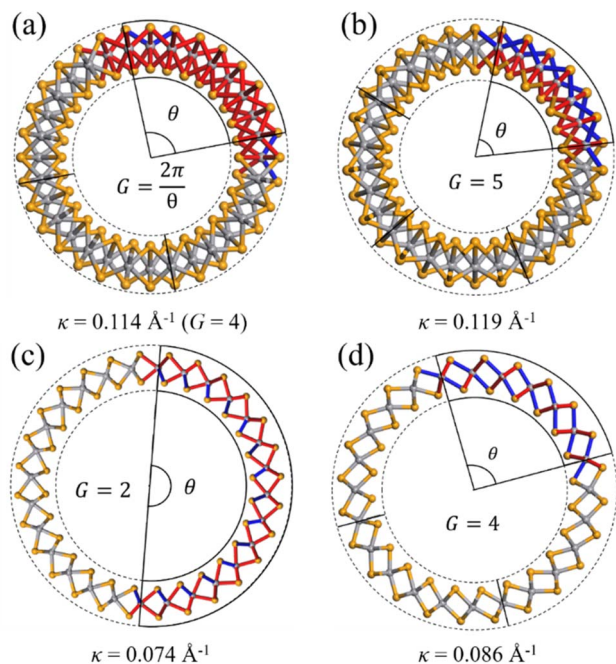 (a)
(b)
θ
θ
G = 2π/θ
G = 5
κ = 0.114 Å-1 (G = 4)
κ = 0.119 Å-1
(c)
(d)
G = 2
θ
θ
G = 4
κ = 0.074 Å-1
κ = 0.086 Å-1